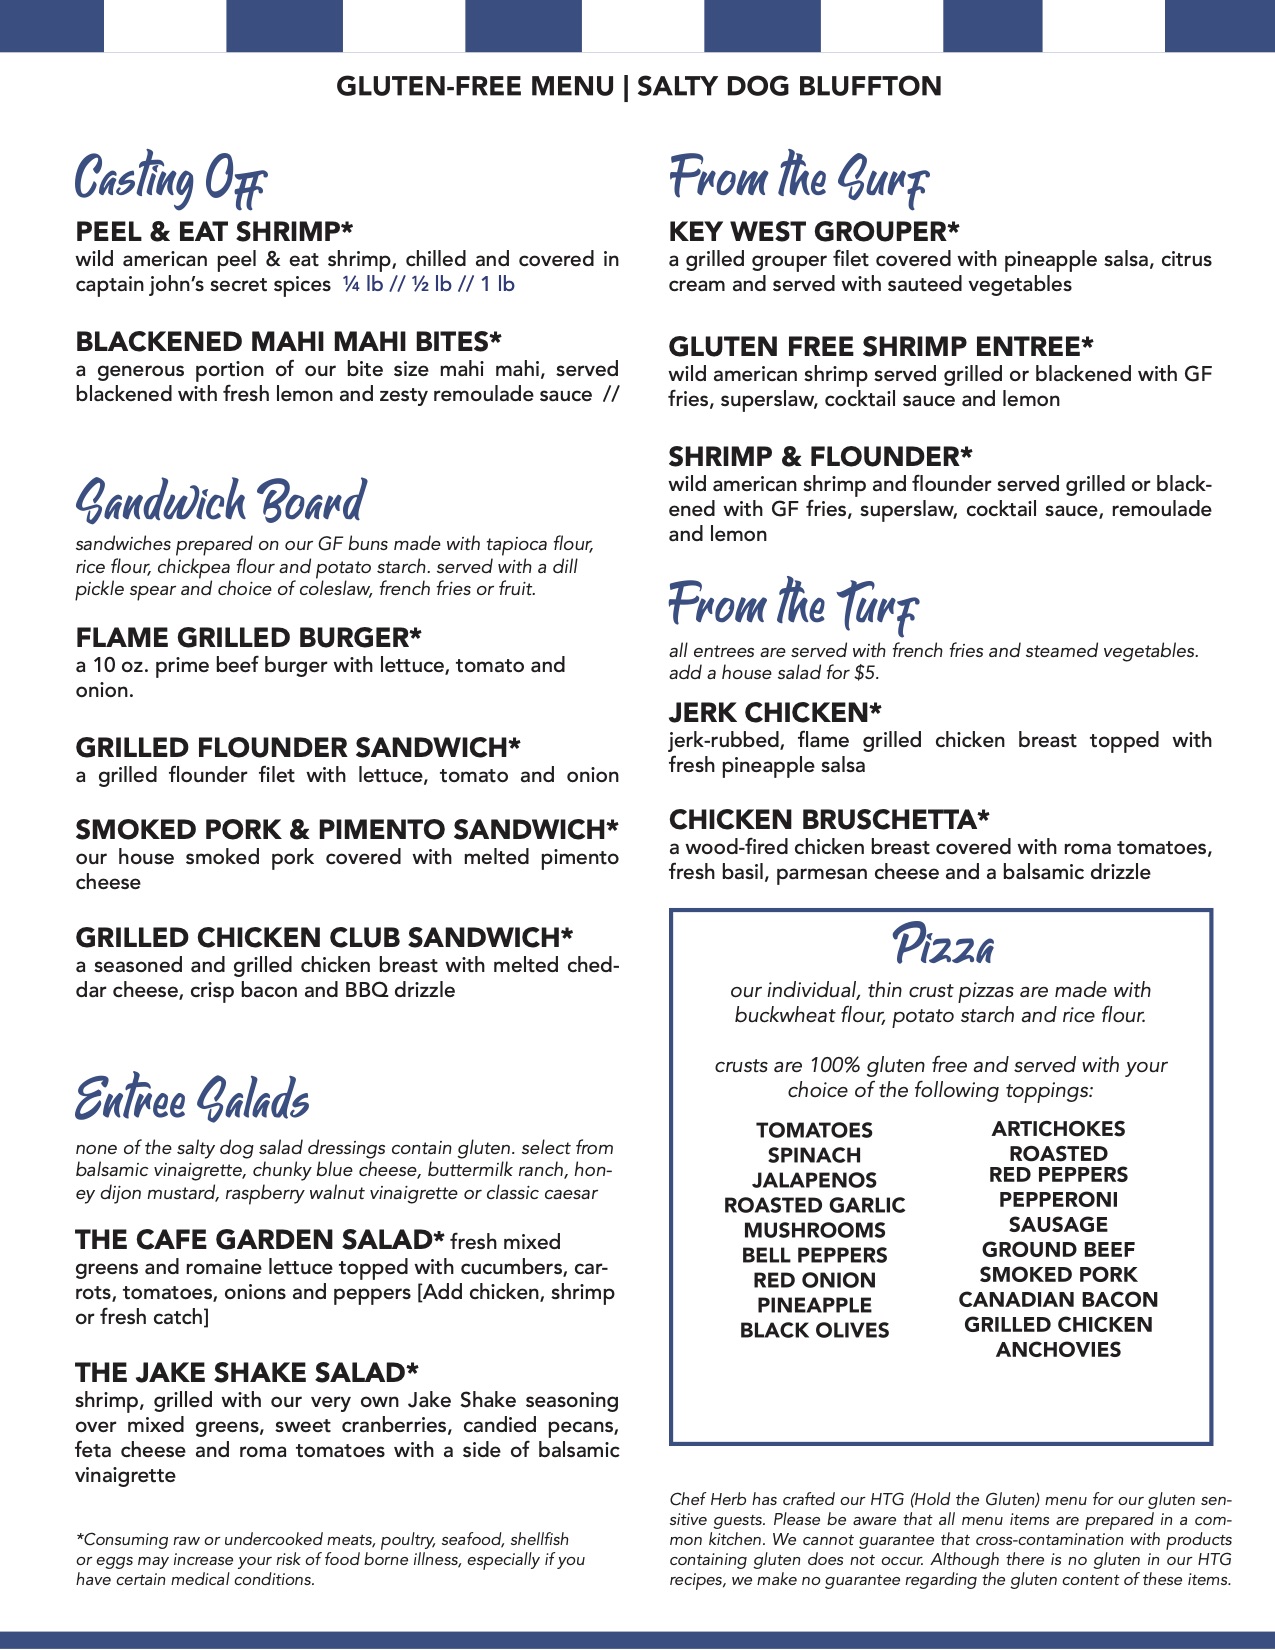 GLUTEN-FREE MENU | SALTY DOG BLUFFTON
Casting Off
PEEL & EAT SHRIMP*
wild american peel & eat shrimp, chilled and covered in
captain john's secret spices ¼ lb // ½ lb // 1 lb
BLACKENED MAHI MAHI BITES*
a generous portion of our bite size mahi mahi, served
blackened with fresh lemon and zesty remoulade sauce //
Sandwich Board
sandwiches prepared on our GF buns made with tapioca flour,
rice flour, chickpea flour and potato starch. served with a dill
pickle spear and choice of coleslaw, french fries or fruit.
FLAME GRILLED BURGER*
a 10 oz. prime beef burger with lettuce, tomato and
onion.
GRILLED FLOUNDER SANDWICH*
a grilled flounder filet with lettuce, tomato and onion
SMOKED PORK & PIMENTO SANDWICH*
our house smoked pork covered with melted pimento
cheese
GRILLED CHICKEN CLUB SANDWICH*
a seasoned and grilled chicken breast with melted ched-
dar cheese, crisp bacon and BBQ drizzle
Entree Salads
none of the salty dog salad dressings contain gluten. select from
balsamic vinaigrette, chunky blue cheese, buttermilk ranch, hon-
ey dijon mustard, raspberry walnut vinaigrette or classic caesar
THE CAFE GARDEN SALAD* fresh mixed
greens and romaine lettuce topped with cucumbers, car-
rots, tomatoes, onions and peppers [Add chicken, shrimp
or fresh catch]
THE JAKE SHAKE SALAD*
shrimp, grilled with our very own Jake Shake seasoning
over mixed greens, sweet cranberries, candied pecans,
feta cheese and roma tomatoes with a side of balsamic
vinaigrette
*Consuming raw or undercooked meats, poultry, seafood, shellfish
or eggs may increase your risk of food borne illness, especially if you
have certain medical conditions.
From the Surf
KEY WEST GROUPER*
a grilled grouper filet covered with pineapple salsa, citrus
cream and served with sauteed vegetables
GLUTEN FREE SHRIMP ENTREE*
wild american shrimp served grilled or blackened with GF
fries, superslaw, cocktail sauce and lemon
SHRIMP & FLOUNDER*
wild american shrimp and flounder served grilled or black-
ened with GF fries, superslaw, cocktail sauce, remoulade
and lemon
From the Turf
all entrees are served with french fries and steamed vegetables.
add a house salad for $5.
JERK CHICKEN*
jerk-rubbed, flame grilled chicken breast topped with
fresh pineapple salsa
CHICKEN BRUSCHETTA*
a wood-fired chicken breast covered with roma tomatoes,
fresh basil, parmesan cheese and a balsamic drizzle
Pizza
our individual, thin crust pizzas are made with
buckwheat flour, potato starch and rice flour.
crusts are 100% gluten free and served with your
choice of the following toppings:
TOMATOES
SPINACH
JALAPENOS
ROASTED GARLIC
MUSHROOMS
BELL PEPPERS
RED ONION
PINEAPPLE
BLACK OLIVES
ARTICHOKES
ROASTED
RED PEPPERS
PEPPERONI
SAUSAGE
GROUND BEEF
SMOKED PORK
CANADIAN BACON
GRILLED CHICKEN
ANCHOVIES
Chef Herb has crafted our HTG (Hold the Gluten) menu for our gluten sen-
sitive guests. Please be aware that all menu items are prepared in a com-
mon kitchen. We cannot guarantee that cross-contamination with products
containing gluten does not occur. Although there is no gluten in our HTG
recipes, we make no guarantee regarding the gluten content of these items.